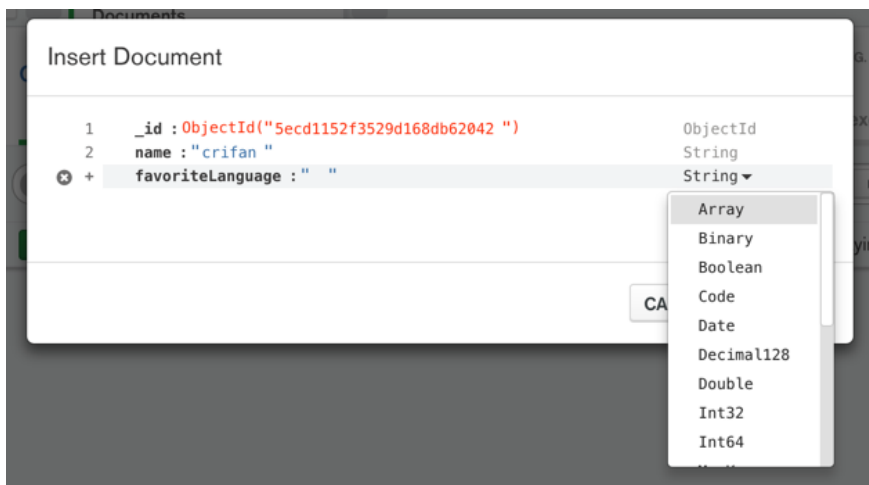 Documents
Insert Document
1 _id : ObjectId("5ecd1152f3529d168db62042 ") ObjectId
2 name : "crifan " String
+ favoriteLanguage : " " String
Array
Binary
Boolean
CA Code
Date
Decimal128
Double
Int32
Int64